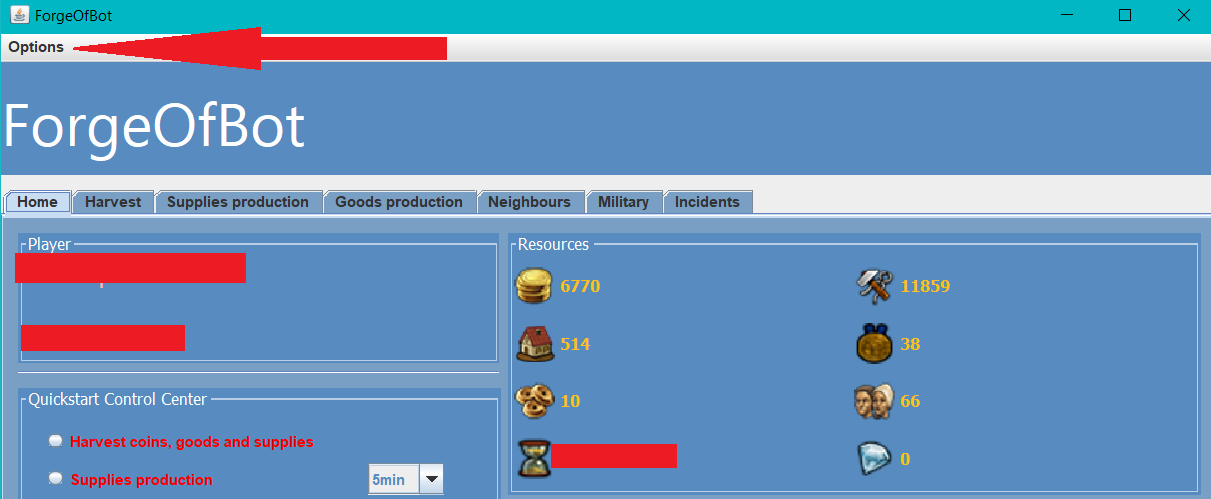 ForgeOfBot
Options
ForgeOfBot
Home Harvest Supplies production Goods production Neighbours Military Incidents
Player
Resources
6770 11859
514 38
10 66
0
Quickstart Control Center
Harvest coins, goods and supplies
Supplies production 5min